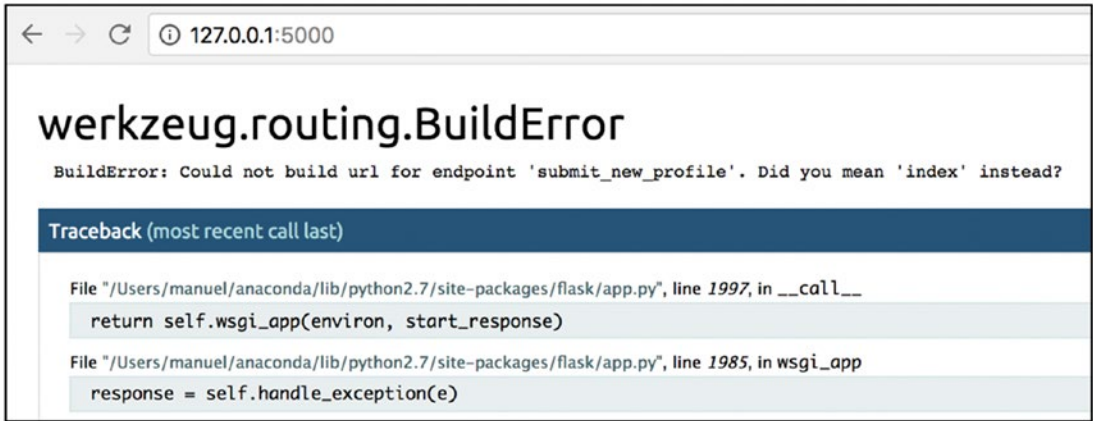 127.0.0.1:5000
werkzeug.routing.BuildError
BuildError: Could not build url for endpoint 'submit_new_profile'. Did you mean 'index' instead?
Traceback (most recent call last)
File "/Users/manuel/anaconda/lib/python2.7/site-packages/flask/app.py", line 1997, in __call__
return self.wsgi_app(environ, start_response)
File "/Users/manuel/anaconda/lib/python2.7/site-packages/flask/app.py", line 1985, in wsgi_app
response = self.handle_exception(e)